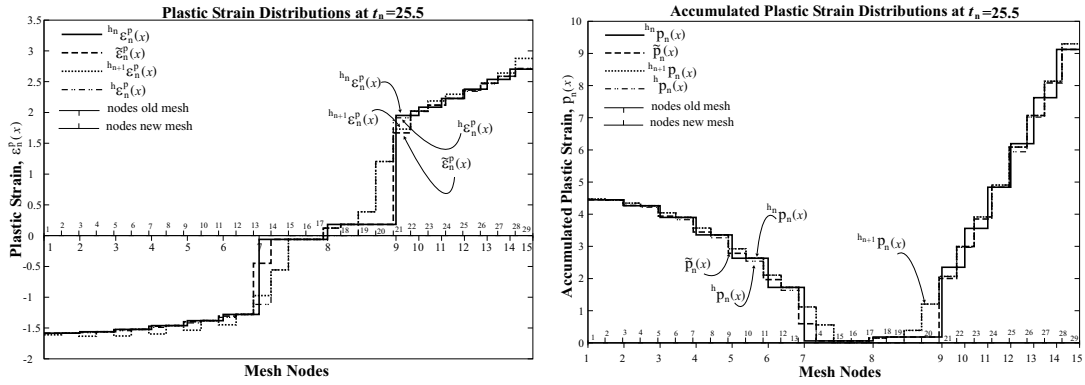 Plastic Strain Distributions at tₙ=25.5
Plastic Strain, εₙᵖ(x)
3.5
3
2.5
2
1.5
1
0.5
0
-0.5
-1
-1.5
-2
ʰⁿεₙᵖ(x)
ε̃ₙᵖ(x)
ʰⁿ⁺¹εₙᵖ(x)
ʰεₙᵖ(x)
nodes old mesh
nodes new mesh
ʰⁿεₙᵖ(x)
ʰⁿ⁺¹εₙᵖ(x)
ʰεₙᵖ(x)
ε̃ₙᵖ(x)
1 2 3 4 5 6 7 8 9 10 11 12 13 14 15 16 17 18 19 20 21 22 23 24 25 26 27 28 29
1 2 3 4 5 6 7 8 9 10 11 12 13 14 15
Mesh Nodes
Accumulated Plastic Strain Distributions at tₙ=25.5
Accumulated Plastic Strain, pₙ(x)
10
9
8
7
6
5
4
3
2
1
0
ʰⁿpₙ(x)
p̃ₙ(x)
ʰⁿ⁺¹pₙ(x)
ʰpₙ(x)
nodes old mesh
nodes new mesh
ʰⁿpₙ(x)
p̃ₙ(x)
ʰpₙ(x)
ʰⁿ⁺¹pₙ(x)
1 2 3 4 5 6 7 8 9 10 11 12 13 14 15 16 17 18 19 20 21 22 23 24 25 26 27 28 29
1 2 3 4 5 6 7 8 9 10 11 12 13 14 15
Mesh Nodes